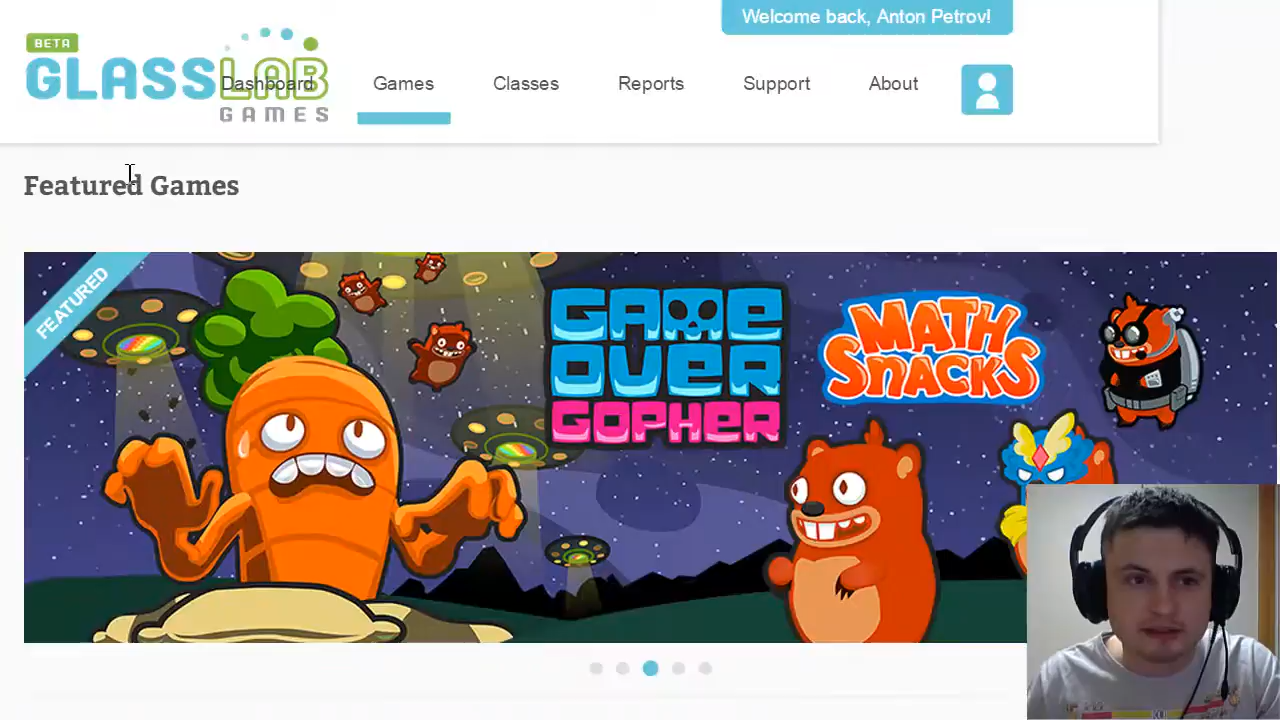 Welcome back, Anton Petrov!
BETA
GLASSLAB
GAMES
Dashboard
Games
Classes
Reports
Support
About
Featured Games
FEATURED
GAME
OVER
GOPHER
MATH
SNACKS